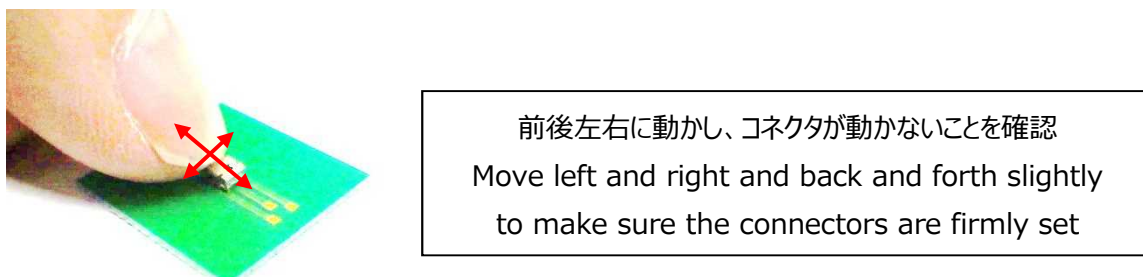 前後左右に動かし、コネクタが動かないことを確認
Move left and right and back and forth slightly
to make sure the connectors are firmly set